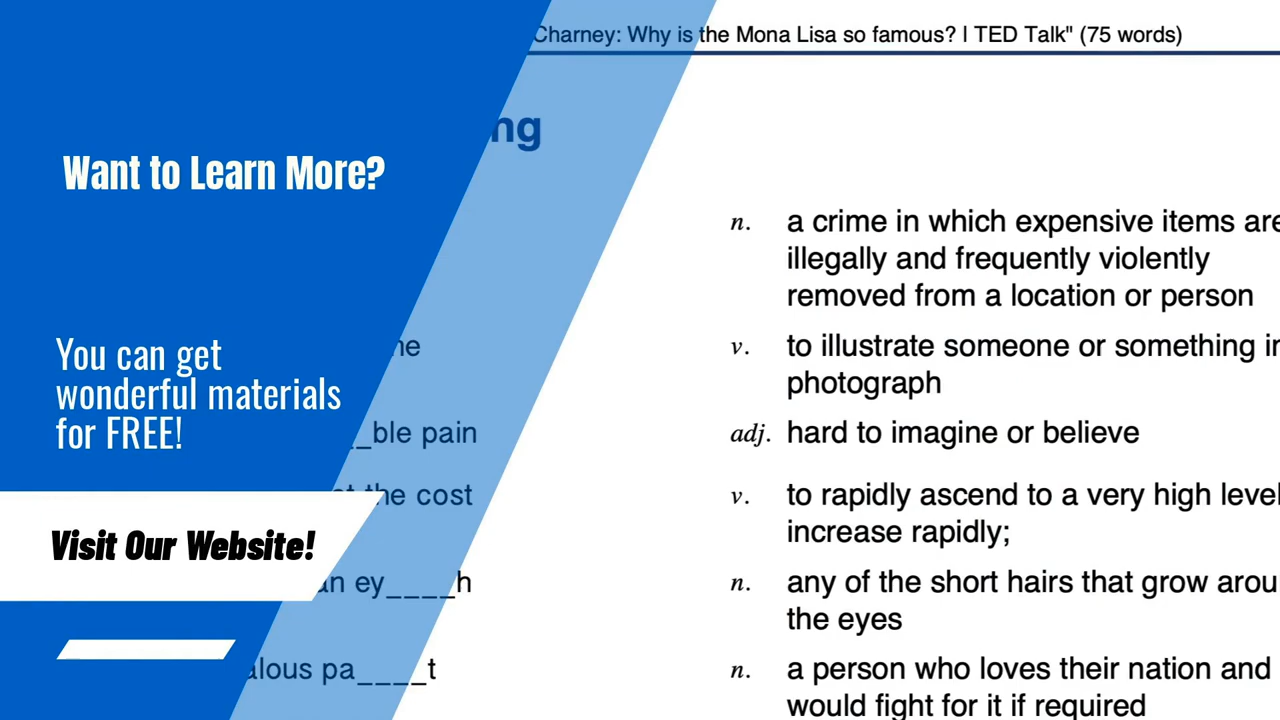 Charney: Why is the Mona Lisa so famous? | TED Talk" (75 words)
Want to Learn More?
You can get
wonderful materials
for FREE!
Visit Our Website!
n. a crime in which expensive items are
illegally and frequently violently
removed from a location or person
v. to illustrate someone or something in
photograph
__ble pain
adj. hard to imagine or believe
the cost
v. to rapidly ascend to a very high level
increase rapidly;
an ey____h
n. any of the short hairs that grow
the eyes
alous pa____t
n. a person who loves their nation and
would fight for it if required